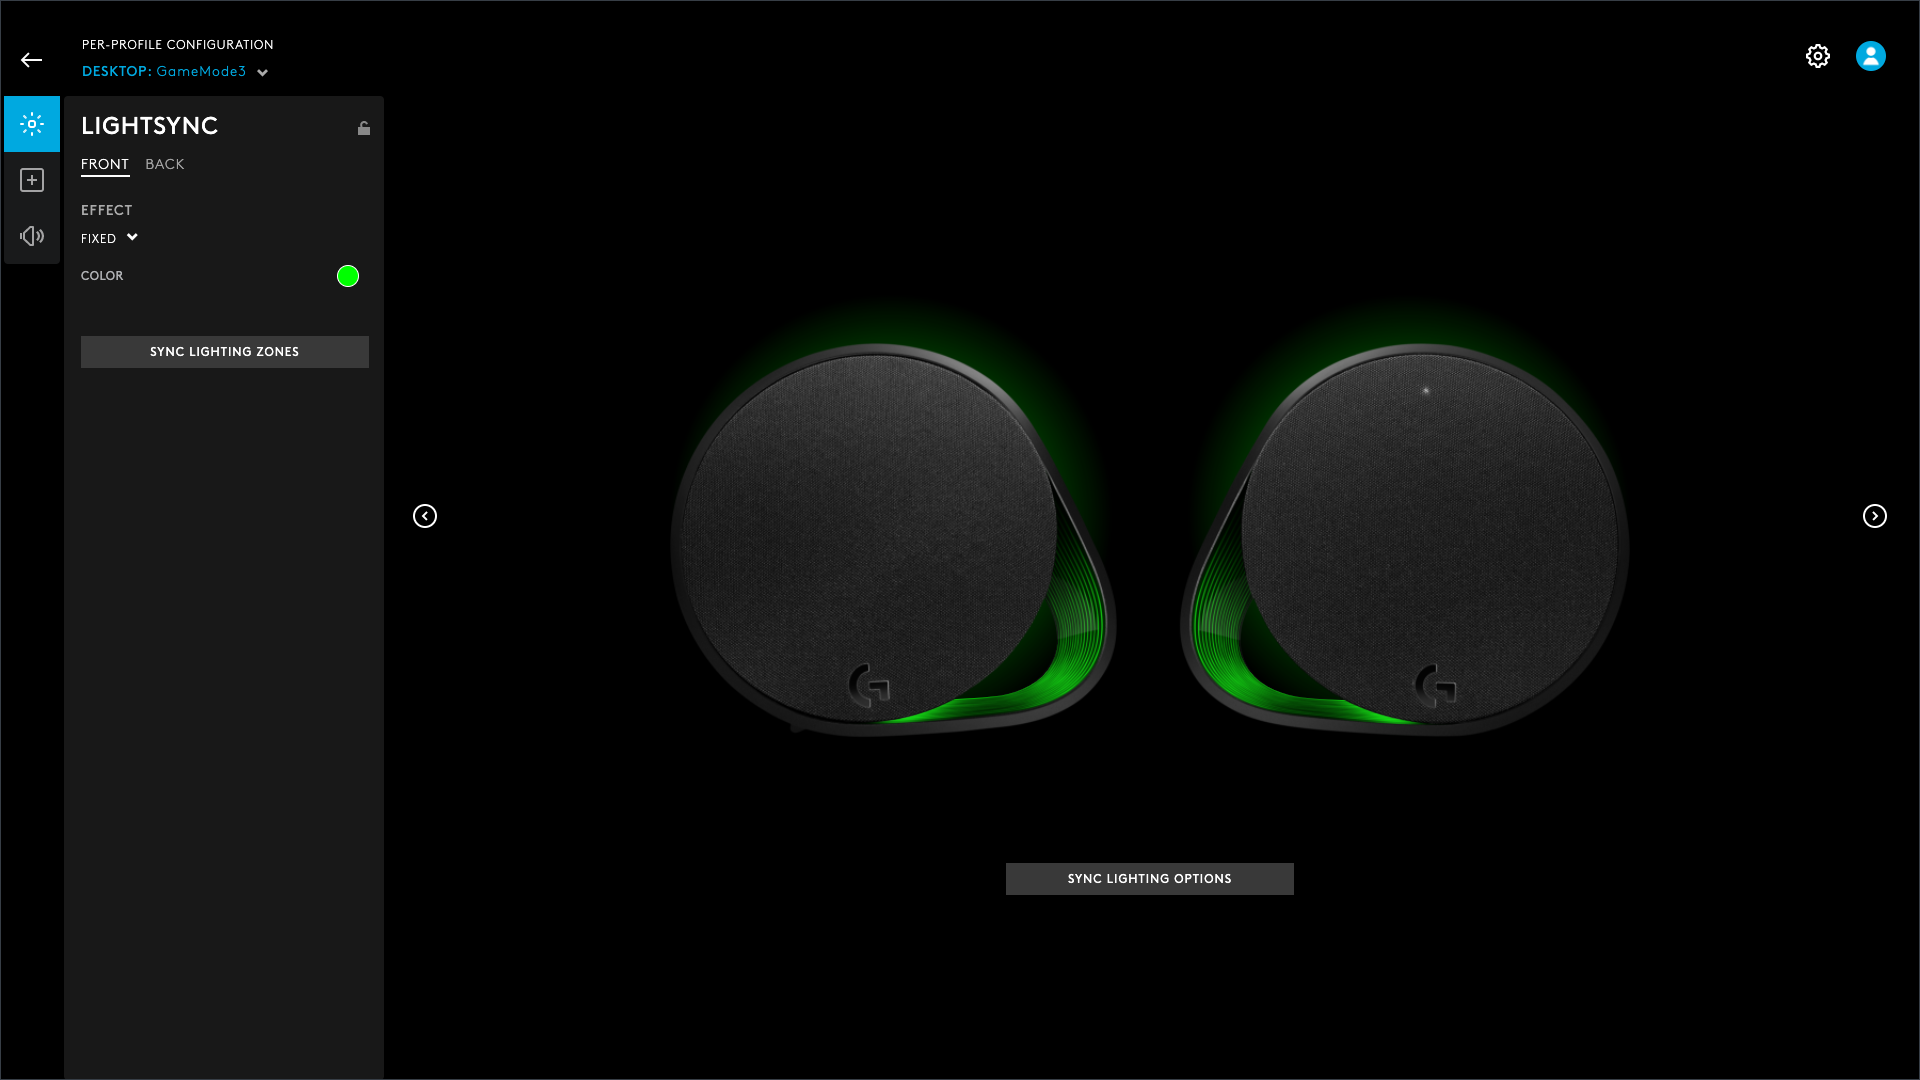 PER-PROFILE CONFIGURATION
DESKTOP: GameMode3
LIGHTSYNC
FRONT BACK
EFFECT
FIXED
COLOR
SYNC LIGHTING ZONES
SYNC LIGHTING OPTIONS